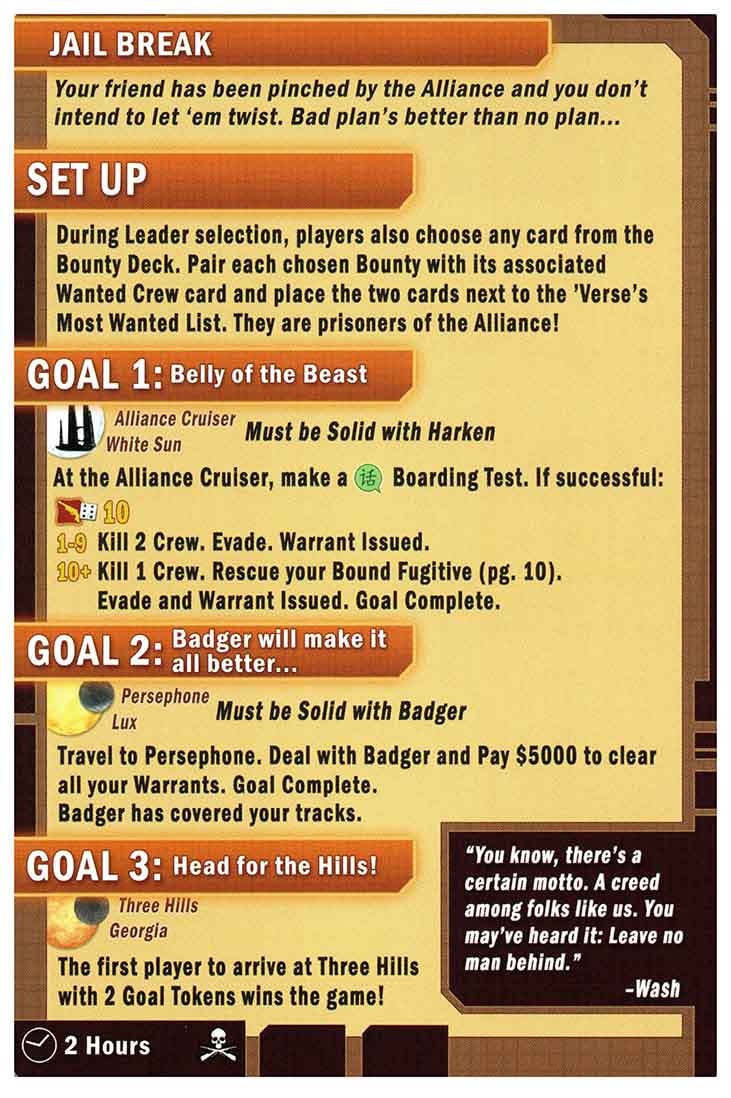 JAIL BREAK
Your friend has been pinched by the Alliance and you don't
intend to let ‘em twist. Bad plan's better than no plan...
SET UP
During Leader selection, players also choose any card from the
Bounty Deck. Pair each chosen Bounty with its associated
Wanted Crew card and place the two cards next to the ’Verse's
Most Wanted List. They are prisoners of the Alliance!
GOAL 1: Belly of the Beast
Alliance Cruiser
White Sun
Must be Solid with Harken
At the Alliance Cruiser, make a 话 Boarding Test. If successful:
10
1-9 Kill 2 Crew. Evade. Warrant Issued.
10+ Kill 1 Crew. Rescue your Bound Fugitive (pg. 10).
Evade and Warrant Issued. Goal Complete.
GOAL 2: Badger will make it
all better...
Persephone
Lux
Must be Solid with Badger
Travel to Persephone. Deal with Badger and Pay $5000 to clear
all your Warrants. Goal Complete.
Badger has covered your tracks.
GOAL 3: Head for the Hills!
Three Hills
Georgia
The first player to arrive at Three Hills
with 2 Goal Tokens wins the game!
“You know, there's a
certain motto. A creed
among folks like us. You
may've heard it: Leave no
man behind.”
–Wash
2 Hours